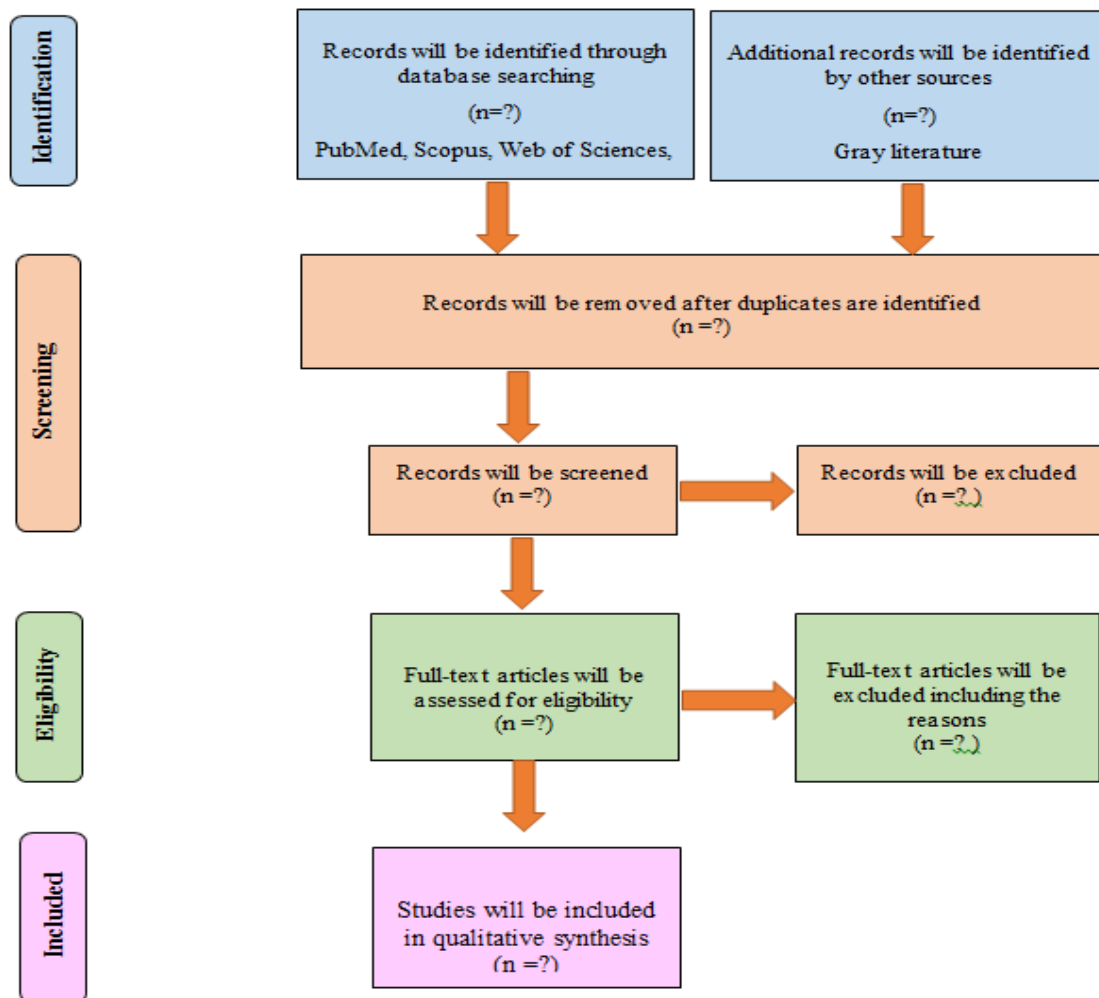 Identification
Records will be identified through
database searching
(n=?)
PubMed, Scopus, Web of Sciences,
Additional records will be identified
by other sources
(n=?)
Gray literature
Screening
Records will be removed after duplicates are identified
(n =?)
Records will be screened
(n =?)
Records will be excluded
(n =? )
Eligibility
Full-text articles will be
assessed for eligibility
(n =?)
Full-text articles will be
excluded including the
reasons
(n =? )
Included
Studies will be included
in qualitative synthesis
(n =?)